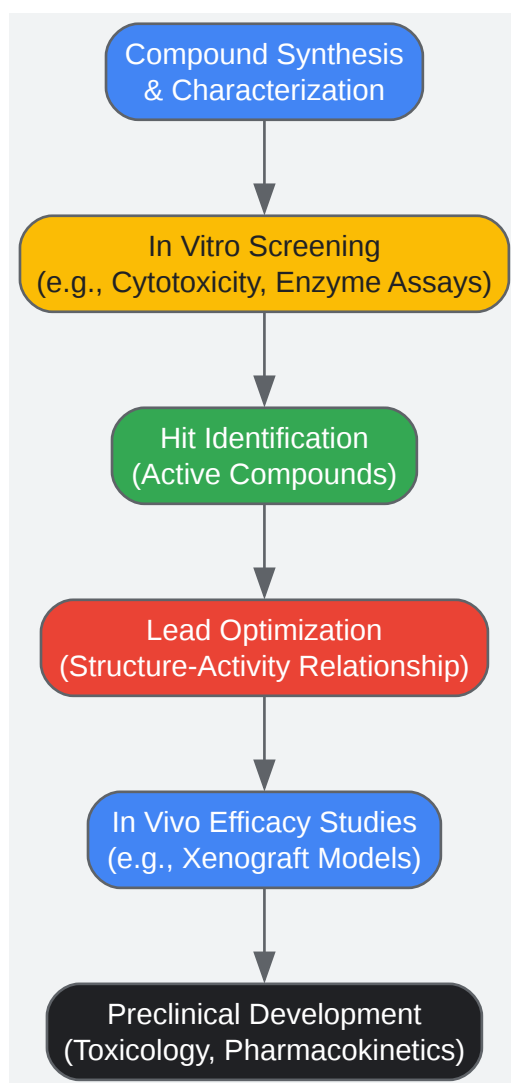 Compound Synthesis
& Characterization
In Vitro Screening
(e.g., Cytotoxicity, Enzyme Assays)
Hit Identification
(Active Compounds)
Lead Optimization
(Structure-Activity Relationship)
In Vivo Efficacy Studies
(e.g., Xenograft Models)
Preclinical Development
(Toxicology, Pharmacokinetics)